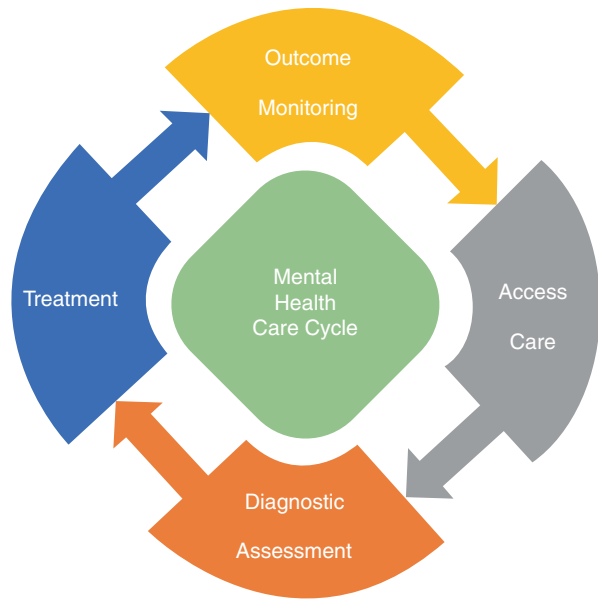 Outcome
Monitoring
Mental
Health
Care Cycle
Treatment
Access
Care
Diagnostic
Assessment